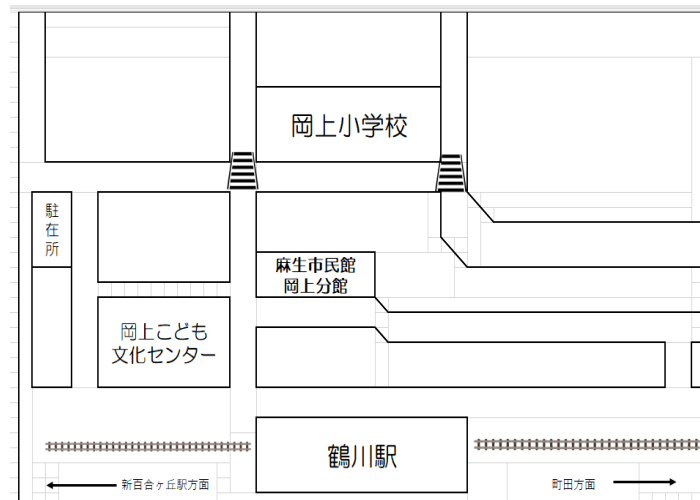 岡上小学校
駐
在
所
麻生市民館
岡上分館
岡上こども
文化センター
鶴川駅
新百合ヶ丘駅方面
町田方面